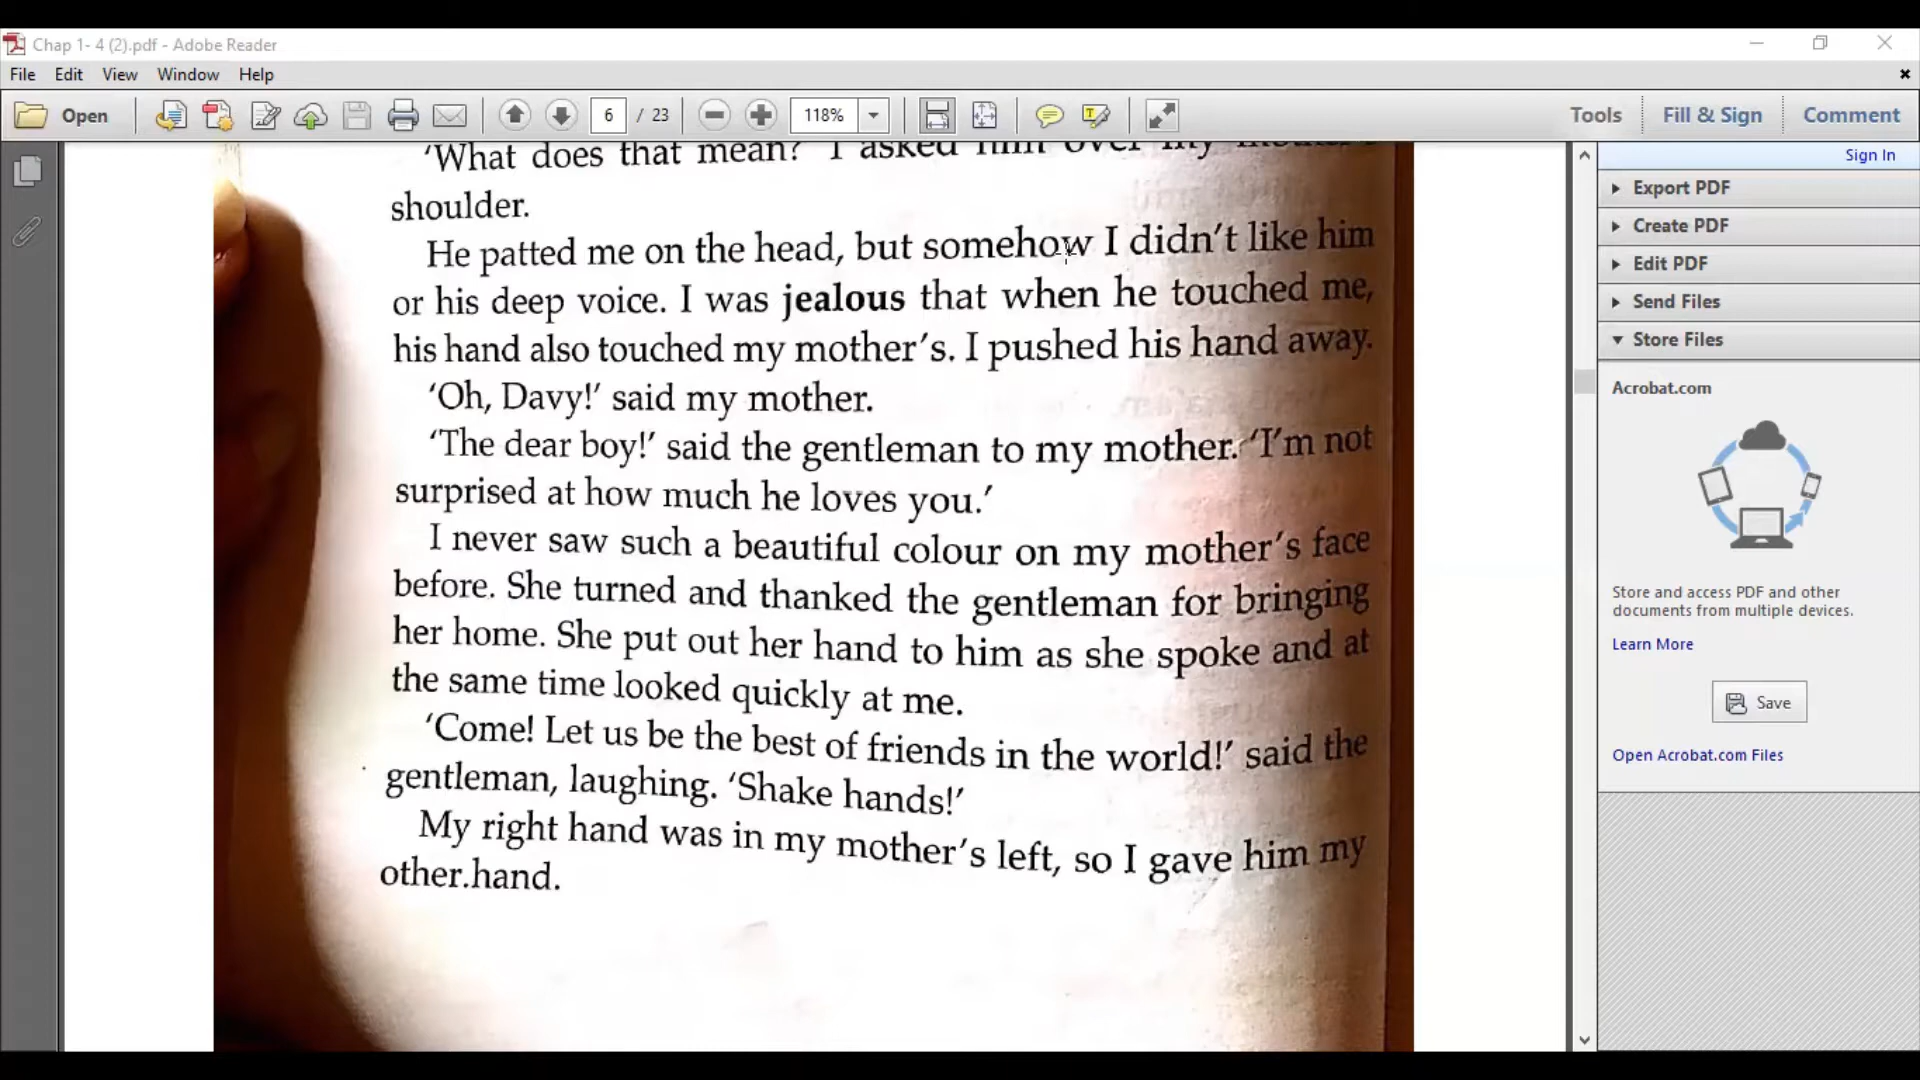 Chap 1- 4 (2).pdf - Adobe Reader
File Edit View Window Help
Open 6 / 23 118% Tools Fill & Sign Comment
Sign In
Export PDF
Create PDF
Edit PDF
Send Files
Store Files
Acrobat.com
Store and access PDF and other
documents from multiple devices.
Learn More
Save
Open Acrobat.com Files
'What does that mean?' I asked him over my mother's
shoulder.
He patted me on the head, but somehow I didn't like him
or his deep voice. I was jealous that when he touched me,
his hand also touched my mother's. I pushed his hand away.
'Oh, Davy!' said my mother.
'The dear boy!' said the gentleman to my mother. 'I'm not
surprised at how much he loves you.'
I never saw such a beautiful colour on my mother's face
before. She turned and thanked the gentleman for bringing
her home. She put out her hand to him as she spoke and at
the same time looked quickly at me.
'Come! Let us be the best of friends in the world!' said the
gentleman, laughing. 'Shake hands!'
My right hand was in my mother's left, so I gave him my
other.hand.